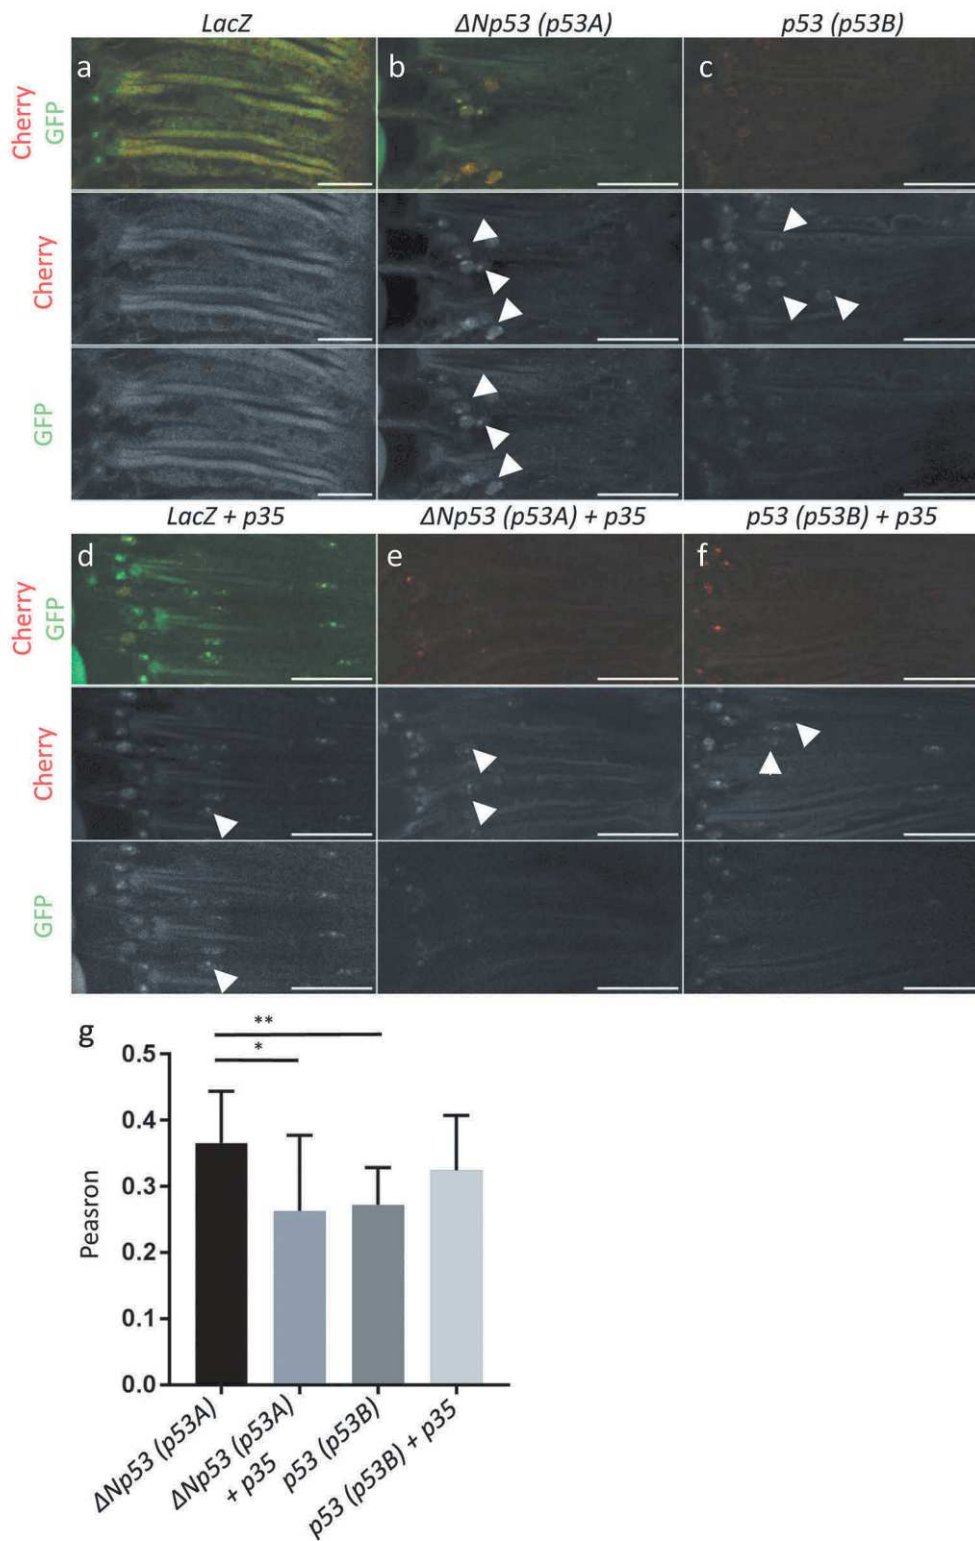 LacZ ΔNp53 (p53A) p53 (p53B)
a b c
Cherry GFP
Cherry
GFP
LacZ + p35 ΔNp53 (p53A) + p35 p53 (p53B) + p35
d e f
Cherry GFP
Cherry
GFP
g
**
*
0.5
0.4
0.3
0.2
0.1
0.0
Peasron
ΔNp53 (p53A)
ΔNp53 (p53A)
+ p35
p53 (p53B)
p53 (p53B) + p35